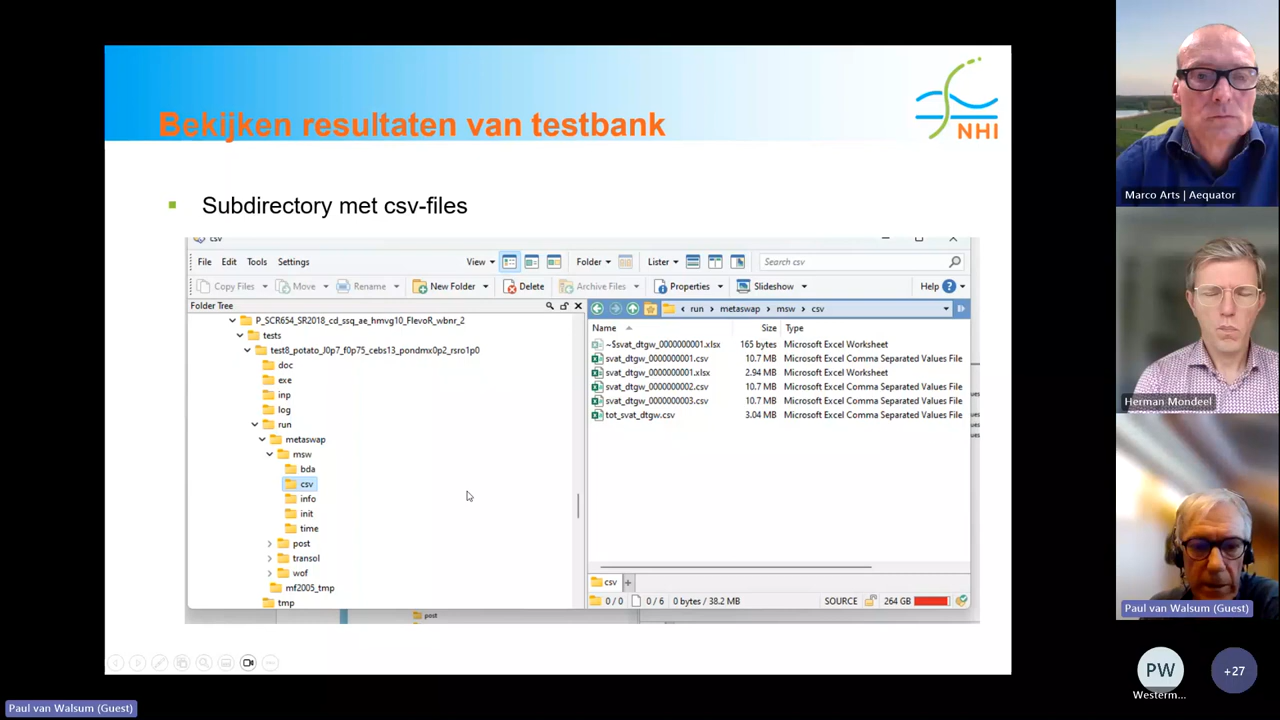 Bekijken resultaten van testbank
NHI
Subdirectory met csv-files
csv
File Edit Tools Settings View Folder Lister Search csv
Copy Files Move Rename New Folder Delete Archive Files Properties Slideshow Help
Folder Tree
run metaswap msw csv
P_SCR654_SR2018_cd_ssq_ae_hmvg10_FlevoR_wbnr_2
tests
test8_potato_J0p7_f0p75_cebs13_pondmx0p2_rsro1p0
doc
exe
inp
log
run
metaswap
msw
bda
csv
info
init
time
post
transol
wof
mf2005_tmp
tmp
Name Size Type
~$svat_dtgw_0000000001.xlsx 165 bytes Microsoft Excel Worksheet
svat_dtgw_0000000001.csv 10.7 MB Microsoft Excel Comma Separated Values File
svat_dtgw_0000000001.xlsx 2.94 MB Microsoft Excel Worksheet
svat_dtgw_0000000002.csv 10.7 MB Microsoft Excel Comma Separated Values File
svat_dtgw_0000000003.csv 10.7 MB Microsoft Excel Comma Separated Values File
tot_svat_dtgw.csv 3.04 MB Microsoft Excel Comma Separated Values File
csv +
0 / 0 0 / 6 0 bytes / 38.2 MB SOURCE 264 GB
post
Marco Arts | Aequator
Herman Mondeel
Paul van Walsum (Guest)
PW
Westerm...
+27
Paul van Walsum (Guest)